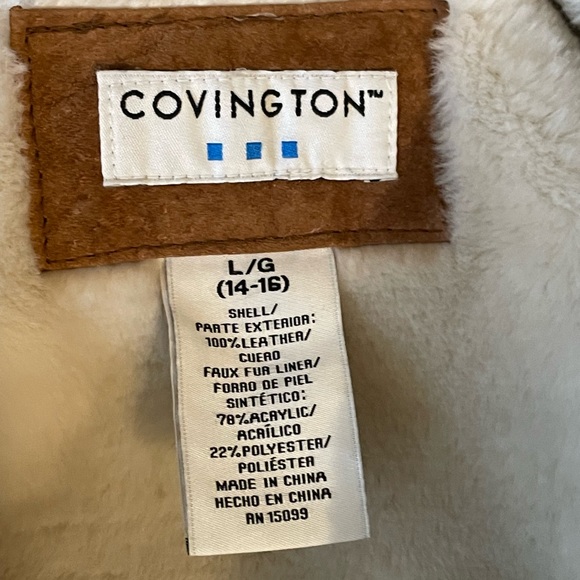 COVINGTON™
L/G
(14-16)
SHELL/
PARTE EXTERIOR:
100%LEATHER/
CUERO
FAUX FUR LINER/
FORRO DE PIEL
SINTÉTICO:
78%ACRYLIC/
ACRÍLICO
22%POLYESTER/
POLIÉSTER
MADE IN CHINA
HECHO EN CHINA
RN 15099